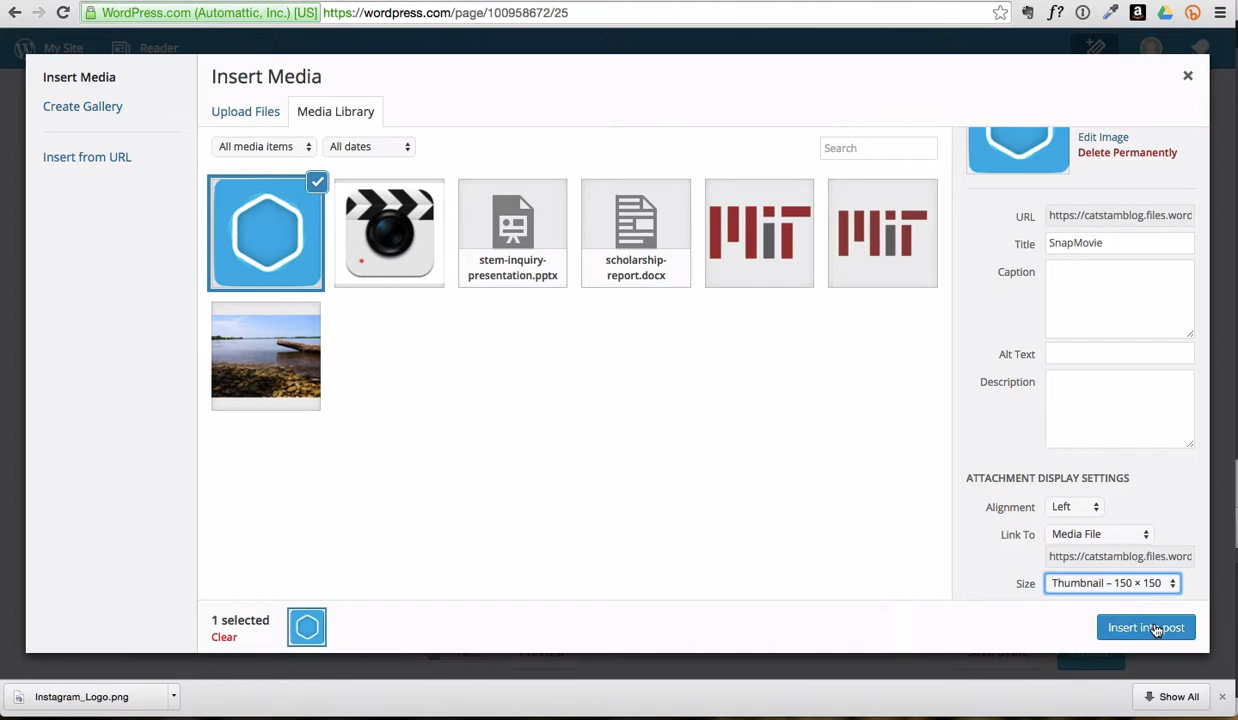 WordPress.com (Automattic, Inc.) [US] https://wordpress.com/page/100958672/25
My Site Reader
Insert Media
Create Gallery
Insert from URL
Insert Media
Upload Files Media Library
All media items All dates Search
stem-inquiry-
presentation.pptx
scholarship-
report.docx
MIT
MIT
Edit Image
Delete Permanently
URL https://catstamblog.files.word
Title SnapMovie
Caption
Alt Text
Description
ATTACHMENT DISPLAY SETTINGS
Alignment Left
Link To Media File
https://catstamblog.files.word
Size Thumbnail – 150 × 150
1 selected
Clear
Insert into post
Instagram_Logo.png
Show All